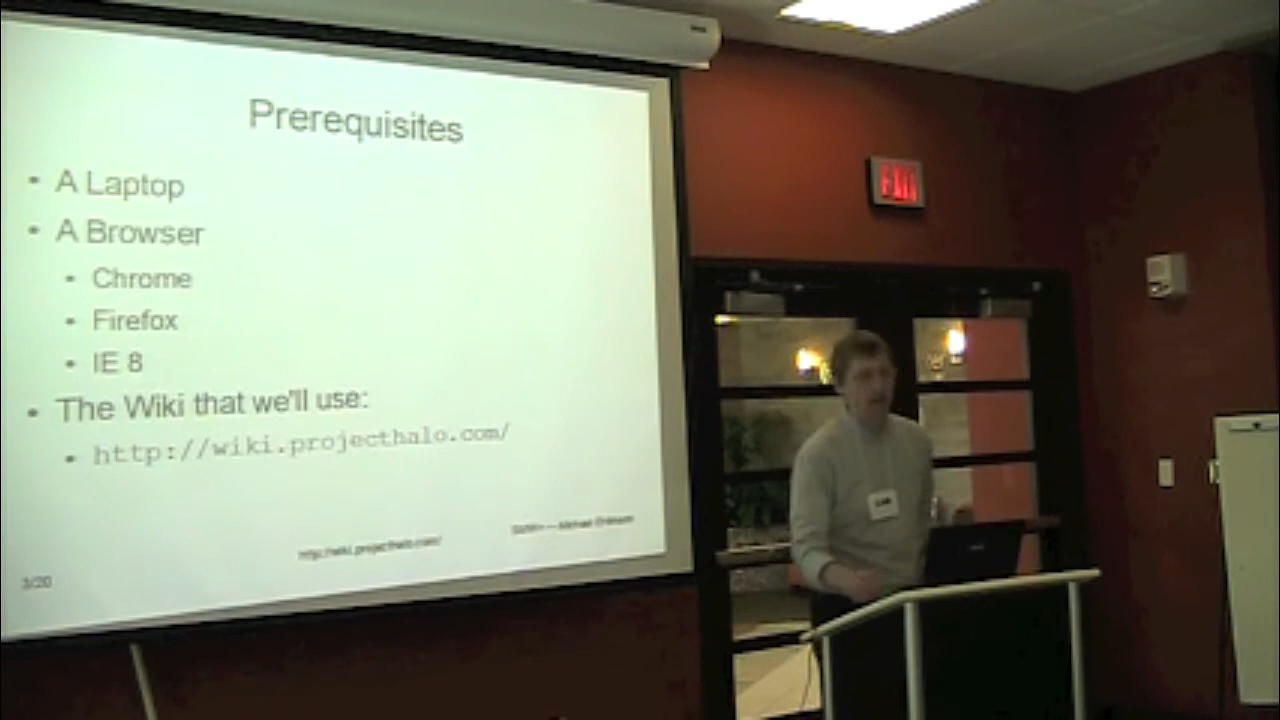 Prerequisites
• A Laptop
• A Browser
• Chrome
• Firefox
• IE 8
• The Wiki that we'll use:
• http://wiki.projecthalo.com/
http://wiki.projecthalo.com/
3/20
EXIT